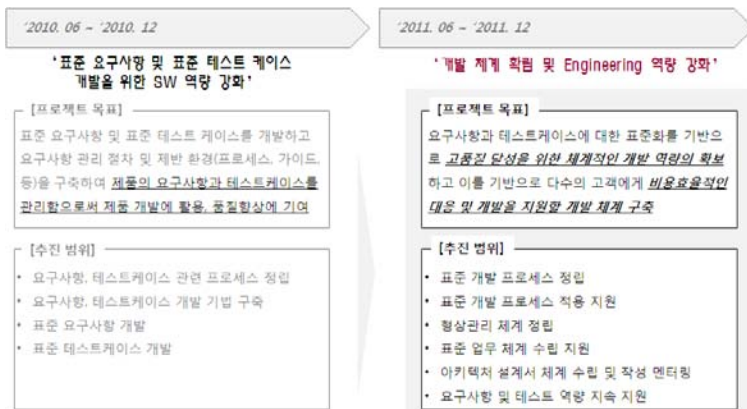 '2010. 06 ~ '2010. 12
'표준 요구사항 및 표준 테스트 케이스
개발을 위한 SW 역량 강화'
[프로젝트 목표]
표준 요구사항 및 표준 테스트 케이스를 개발하고
요구사항 관리 절차 및 제반 환경(프로세스, 가이드,
등)을 구축하여 제품의 요구사항과 테스트케이스를
관리함으로써 제품 개발에 활용, 품질향상에 기여
[추진 범위]
• 요구사항, 테스트케이스 관련 프로세스 정립
• 요구사항, 테스트케이스 개발 기법 구축
• 표준 요구사항 개발
• 표준 테스트케이스 개발
'2011. 06 ~ '2011. 12
'개발 체계 확립 및 Engineering 역량 강화'
[프로젝트 목표]
요구사항과 테스트케이스에 대한 표준화를 기반으
로 고품질 달성을 위한 체계적인 개발 역량의 확보
하고 이를 기반으로 다수의 고객에게 비용효율적인
대응 및 개발을 지원할 개발 체계 구축
[추진 범위]
• 표준 개발 프로세스 정립
• 표준 개발 프로세스 적용 지원
• 형상관리 체계 정립
• 표준 업무 체계 수립 지원
• 아키텍처 설계서 체계 수립 및 작성 멘터링
• 요구사항 및 테스트 역량 지속 지원